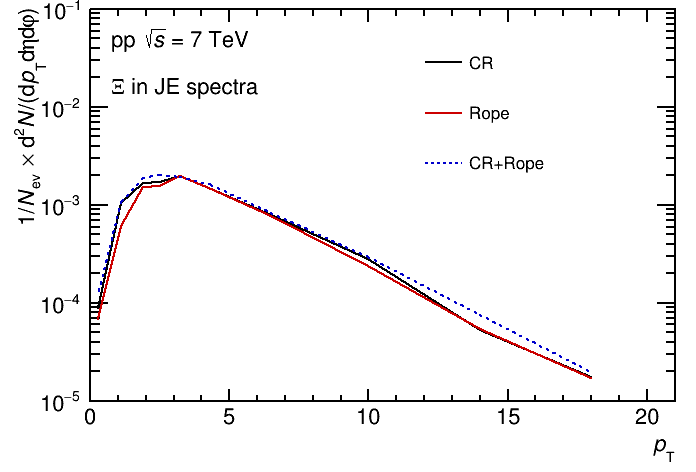 1/N_ev × d²N/(dp_T dηdφ)
10⁻¹
10⁻²
10⁻³
10⁻⁴
10⁻⁵
pp √s = 7 TeV
Ξ in JE spectra
CR
Rope
CR+Rope
0 5 10 15 20
p_T